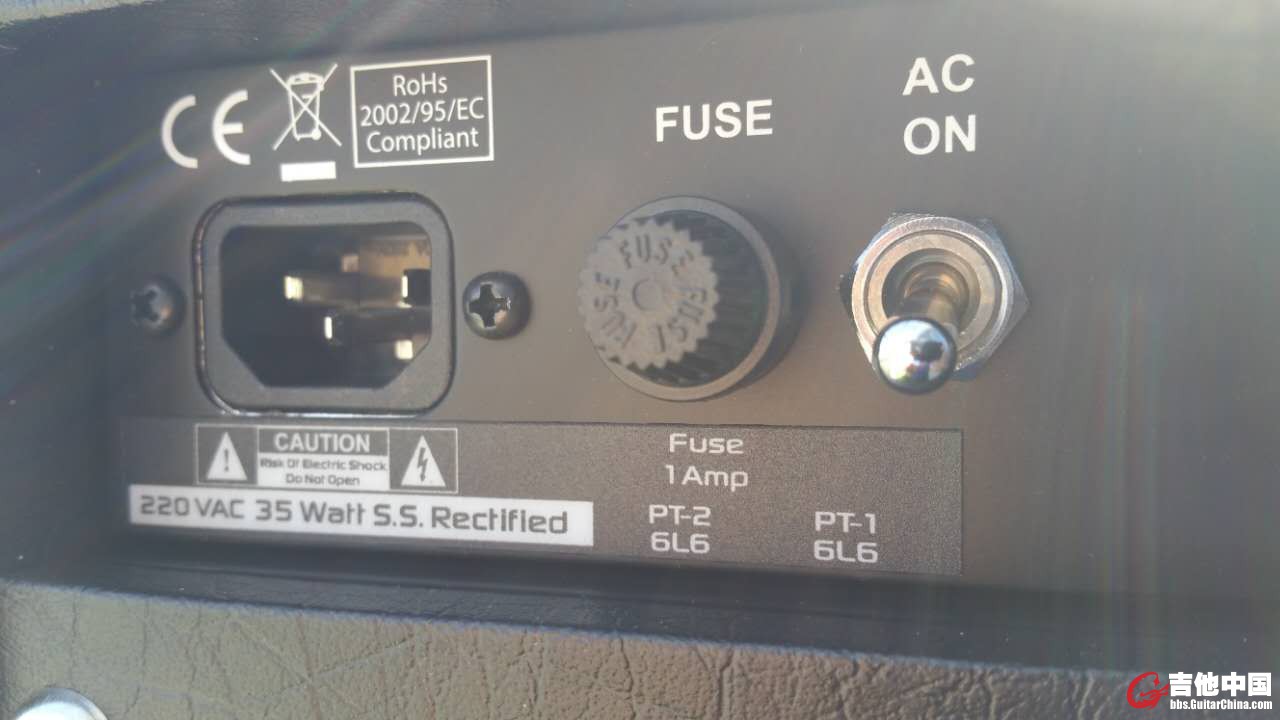 CE
RoHs
2002/95/EC
Compliant
FUSE
AC
ON
FUSE FUSE FUSE
CAUTION
Risk Of Electric Shock
Do Not Open
220 VAC 35 Watt S.S. Rectified
Fuse
1 Amp
PT-2
6L6
PT-1
6L6
吉他中国
bbs.GuitarChina.com